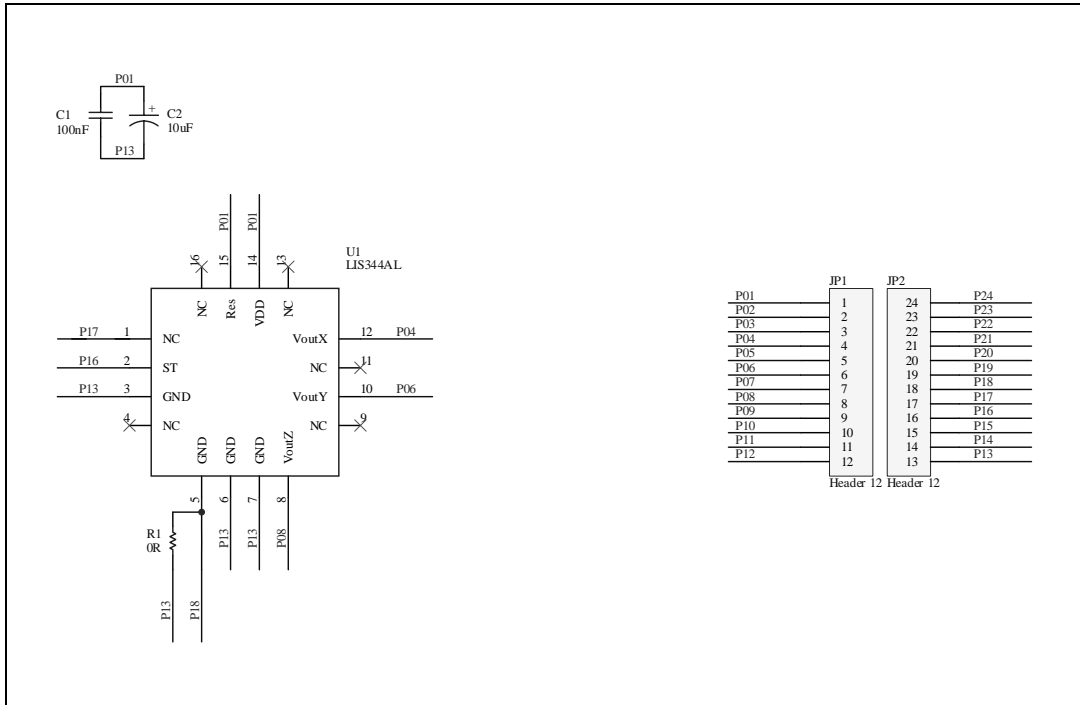 P01
C1
100nF
+
C2
10uF
P13
P01
P01
16
15
14
13
U1
LIS344AL
NC
Res
VDD
NC
P17
1
NC
VoutX
12
P04
P16
2
ST
NC
11
P13
3
GND
VoutY
10
P06
4
NC
NC
9
GND
GND
GND
VoutZ
5
6
7
8
R1
0R
P13
P13
P08
P13
P18
JP1
JP2
P01
1
24
P24
P02
2
23
P23
P03
3
22
P22
P04
4
21
P21
P05
5
20
P20
P06
6
19
P19
P07
7
18
P18
P08
8
17
P17
P09
9
16
P16
P10
10
15
P15
P11
11
14
P14
P12
12
13
P13
Header 12
Header 12